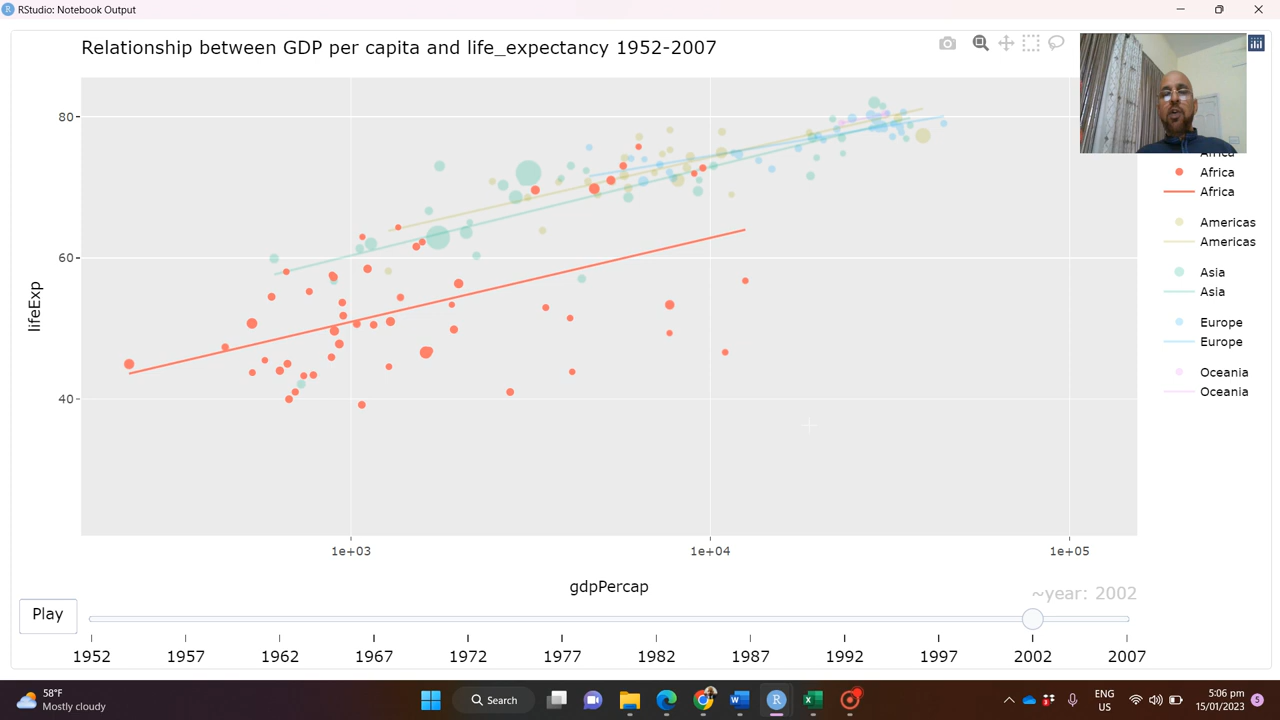 RStudio: Notebook Output
Relationship between GDP per capita and life_expectancy 1952-2007
80
60
40
lifeExp
1e+03
1e+04
1e+05
gdpPercap
Africa
Africa
Africa
Americas
Americas
Asia
Asia
Europe
Europe
Oceania
Oceania
~year: 2002
Play
1952
1957
1962
1967
1972
1977
1982
1987
1992
1997
2002
2007
58°F
Mostly cloudy
Search
ENG
US
5:06 pm
15/01/2023